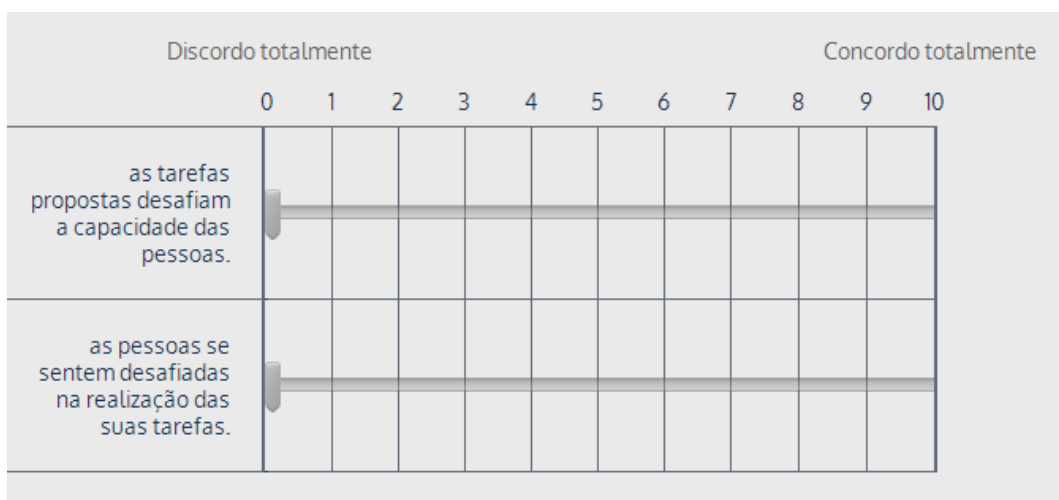 Discordo totalmente Concordo totalmente
0 1 2 3 4 5 6 7 8 9 10
as tarefas
propostas desafiam
a capacidade das
pessoas.
as pessoas se
sentem desafiadas
na realização das
suas tarefas.